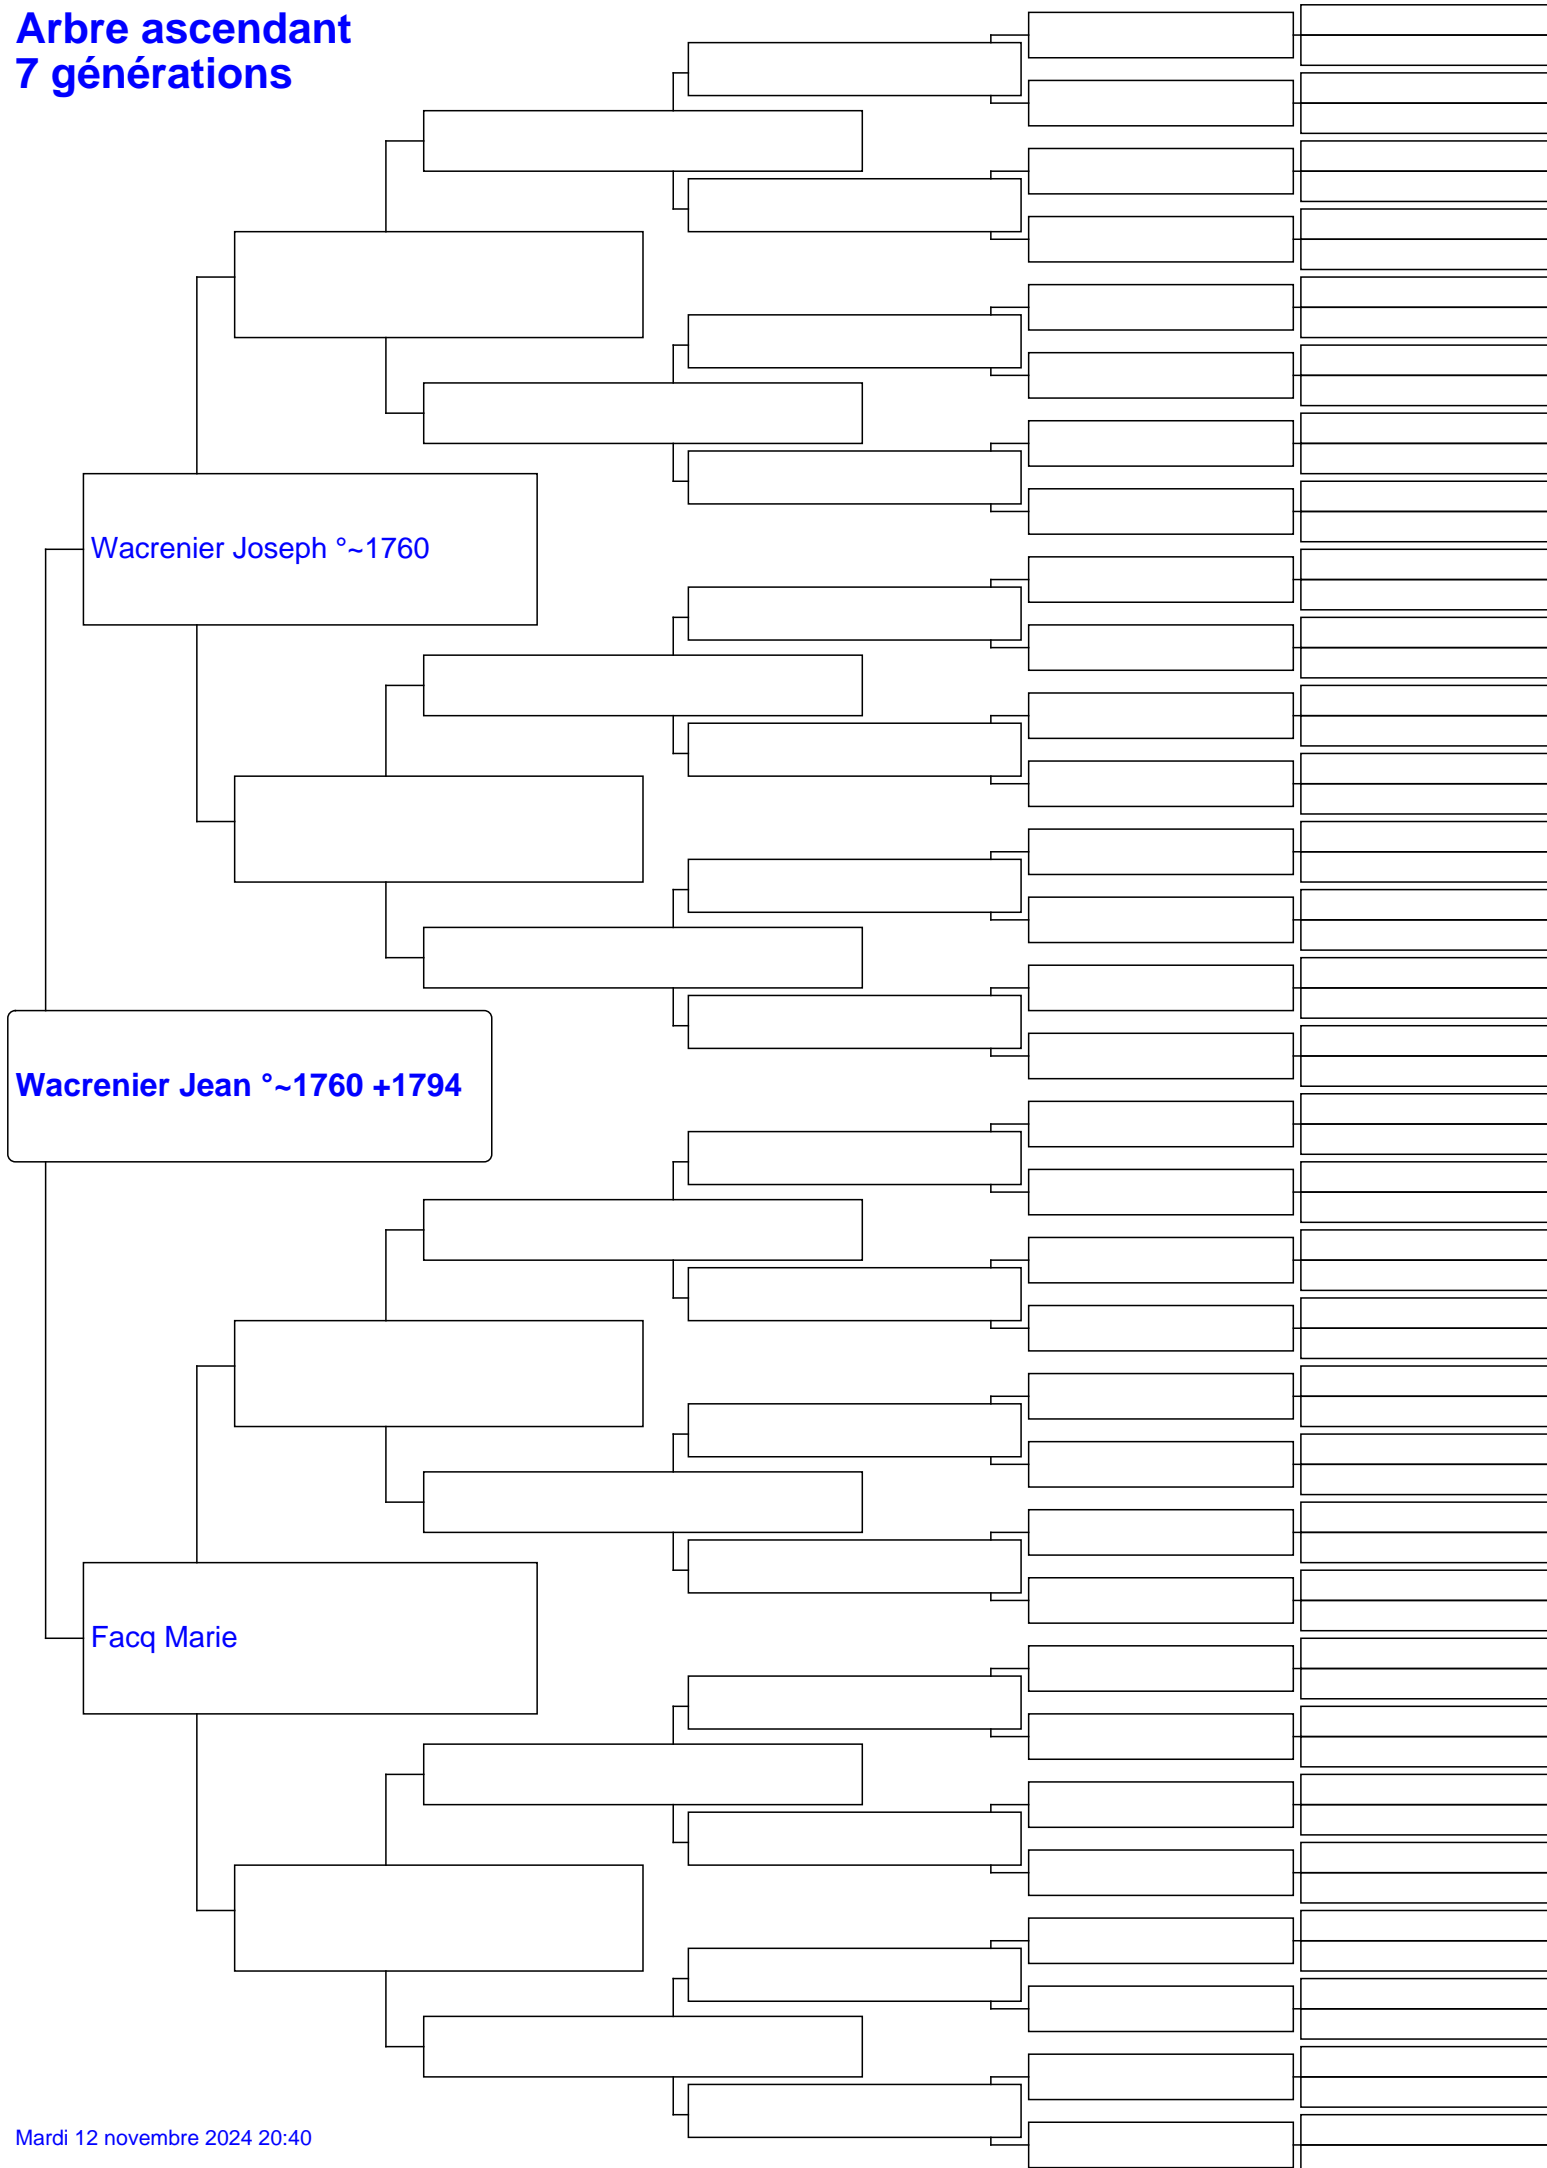 Arbre ascendant
7 générations
Wacrenier Joseph °~1760
Wacrenier Jean °~1760 +1794
Facq Marie
Mardi 12 novembre 2024 20:40